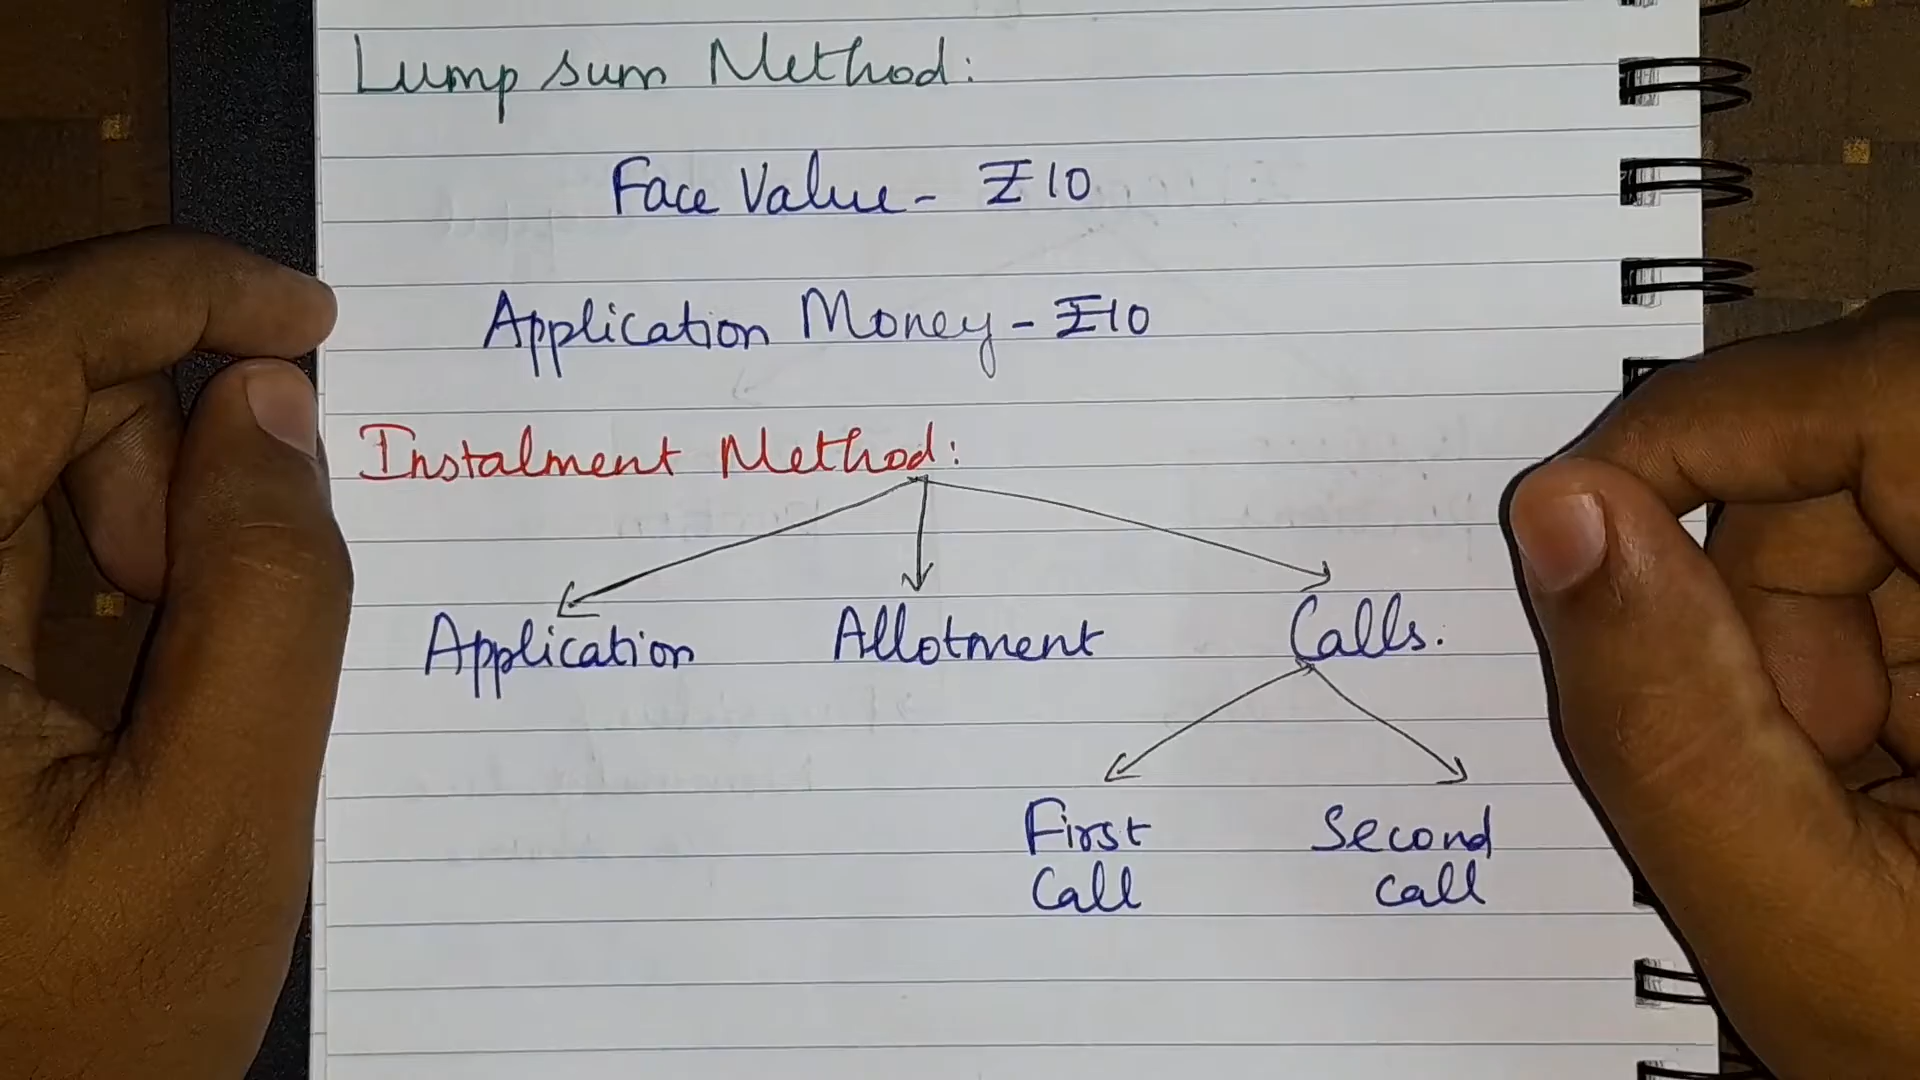 Lump sum Method:
Face Value - ₹10
Application Money - ₹10
Instalment Method:
Application Allotment Calls.
First Second
Call call